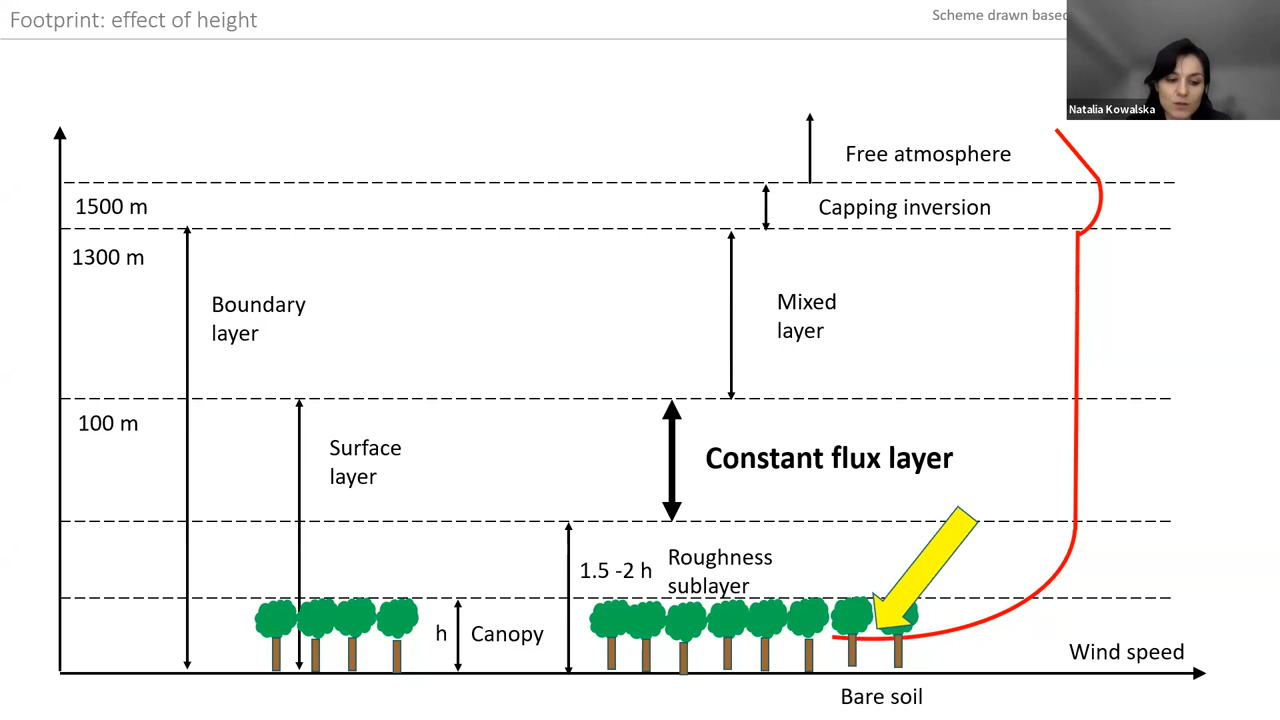 Footprint: effect of height
Scheme drawn based
Natalia Kowalska
Free atmosphere
1500 m
Capping inversion
1300 m
Boundary
layer
Mixed
layer
100 m
Surface
layer
Constant flux layer
1.5 -2 h
Roughness
sublayer
h
Canopy
Wind speed
Bare soil